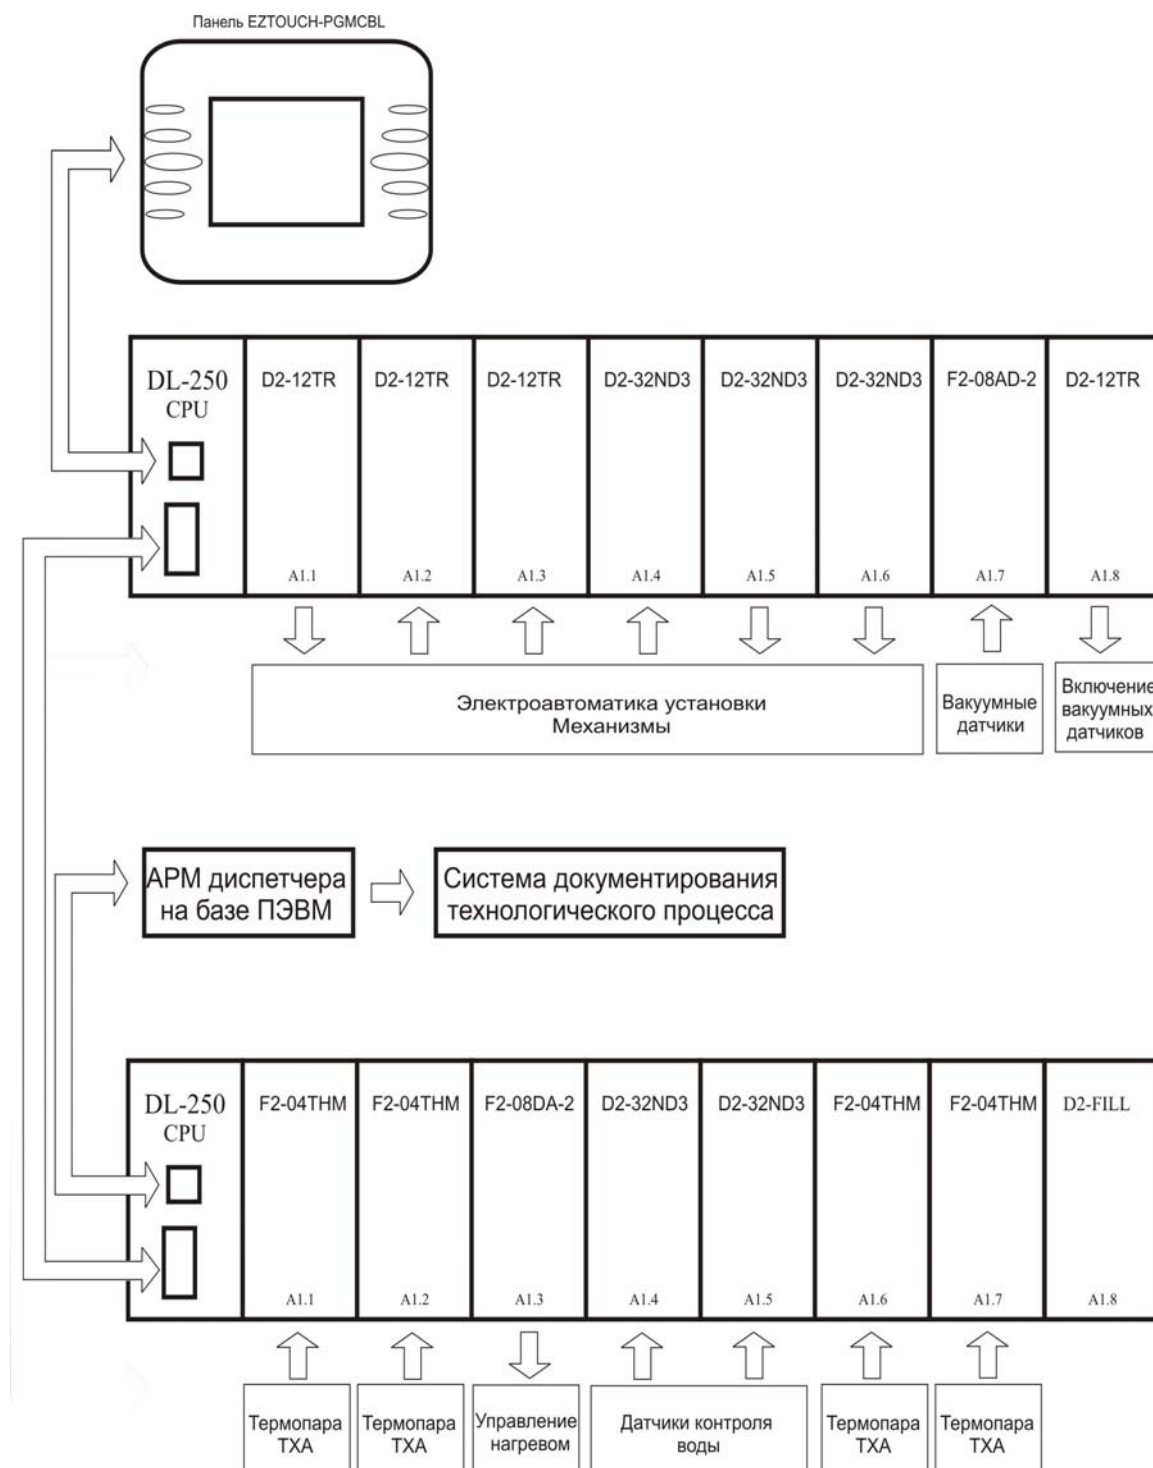 Панель EZTOUCH-PGMCBL
DL-250
CPU
D2-12TR
D2-12TR
D2-12TR
D2-32ND3
D2-32ND3
D2-32ND3
F2-08AD-2
D2-12TR
A1.1
A1.2
A1.3
A1.4
A1.5
A1.6
A1.7
A1.8
Электроавтоматика установки
Механизмы
Вакуумные
датчики
Включение
вакуумных
датчиков
АРМ диспетчера
на базе ПЭВМ
Система документирования
технологического процесса
DL-250
CPU
F2-04THM
F2-04THM
F2-08DA-2
D2-32ND3
D2-32ND3
F2-04THM
F2-04THM
D2-FILL
A1.1
A1.2
A1.3
A1.4
A1.5
A1.6
A1.7
A1.8
Термопара
ТХА
Термопара
ТХА
Управление
нагревом
Датчики контроля
воды
Термопара
ТХА
Термопара
ТХА